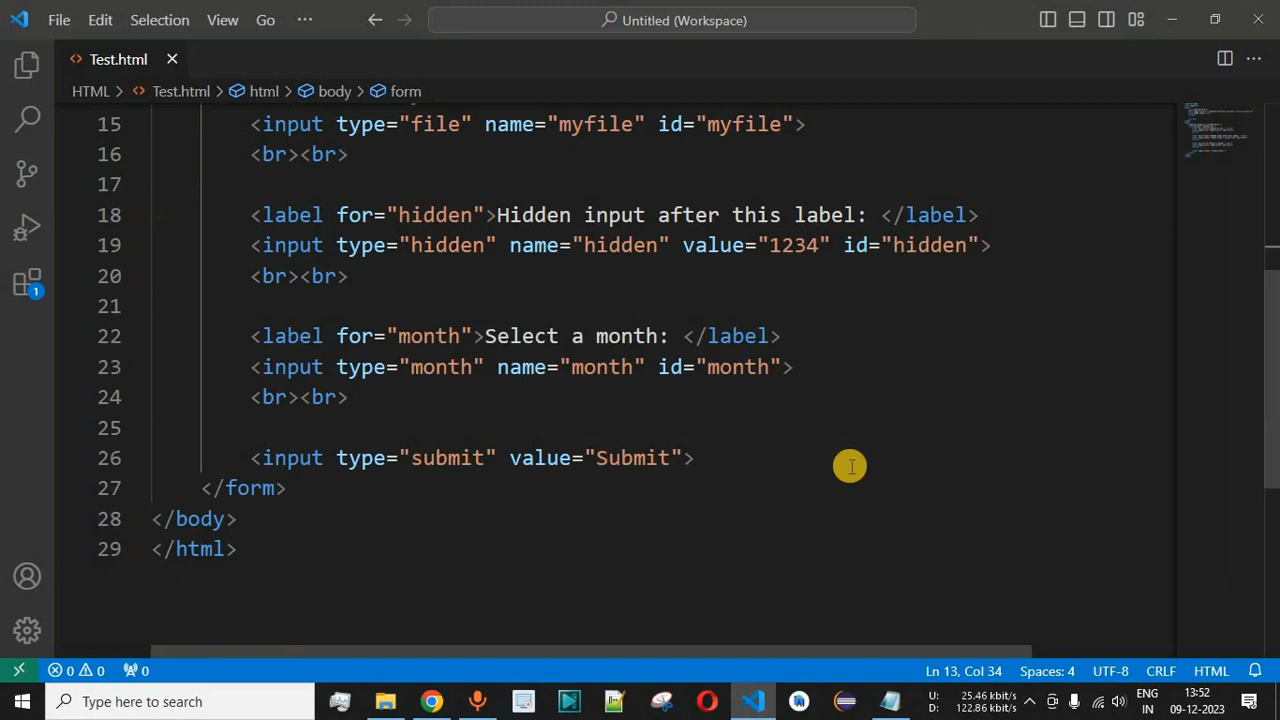 File Edit Selection View Go ··· Untitled (Workspace)
Test.html
HTML > Test.html > html > body > form
15 <input type="file" name="myfile" id="myfile">
16 <br><br>
17
18 <label for="hidden">Hidden input after this label: </label>
19 <input type="hidden" name="hidden" value="1234" id="hidden">
20 <br><br>
21
22 <label for="month">Select a month: </label>
23 <input type="month" name="month" id="month">
24 <br><br>
25
26 <input type="submit" value="Submit">
27 </form>
28 </body>
29 </html>
1
0 0 0 Ln 13, Col 34 Spaces: 4 UTF-8 CRLF HTML
Type here to search
U: 25.46 kbit/s ENG 13:52
D: 122.86 kbit/s IN 09-12-2023